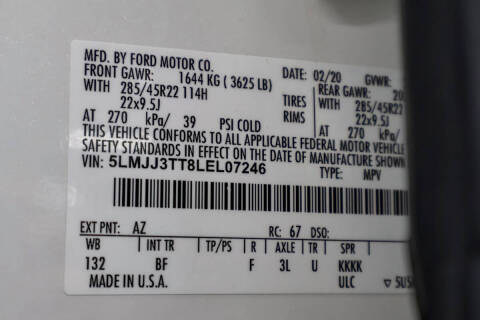 MFD. BY FORD MOTOR CO.
DATE: 02/20 GVWR:
FRONT GAWR: 1644 KG ( 3625 LB) REAR GAWR:
WITH 285/45R22 114H TIRES WITH 285/45R22
22x9.5J RIMS 22x9.5J
AT 270 kPa/ 39 PSI COLD AT 270 kPa/
THIS VEHICLE CONFORMS TO ALL APPLICABLE FEDERAL MOTOR VEHICLE
SAFETY STANDARDS IN EFFECT ON THE DATE OF MANUFACTURE SHOWN
VIN: 5LMJJ3TT8LEL07246 TYPE: MPV
EXT PNT: AZ RC: 67 DSO:
WB INT TR TP/PS R AXLE TR SPR
132 BF F 3L U KKKK
MADE IN U.S.A. ULC